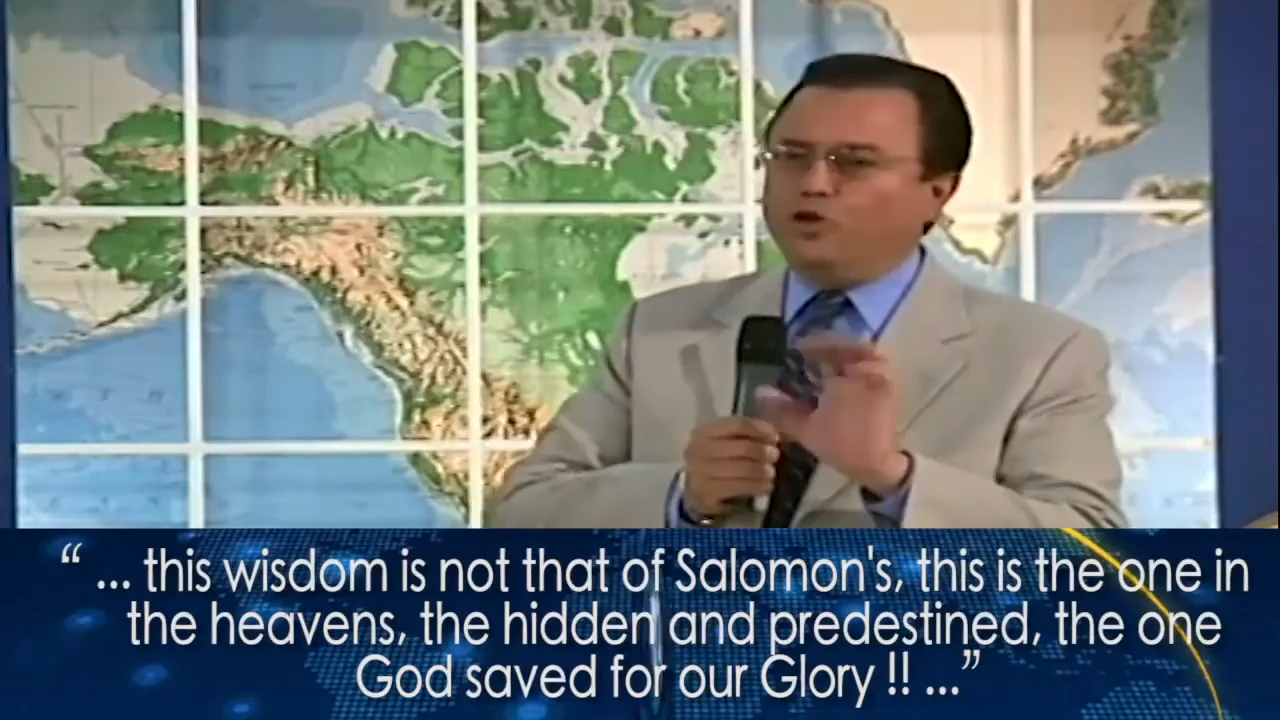 “ ... this wisdom is not that of Salomon's, this is the one in
the heavens, the hidden and predestined, the one
God saved for our Glory !! ...”